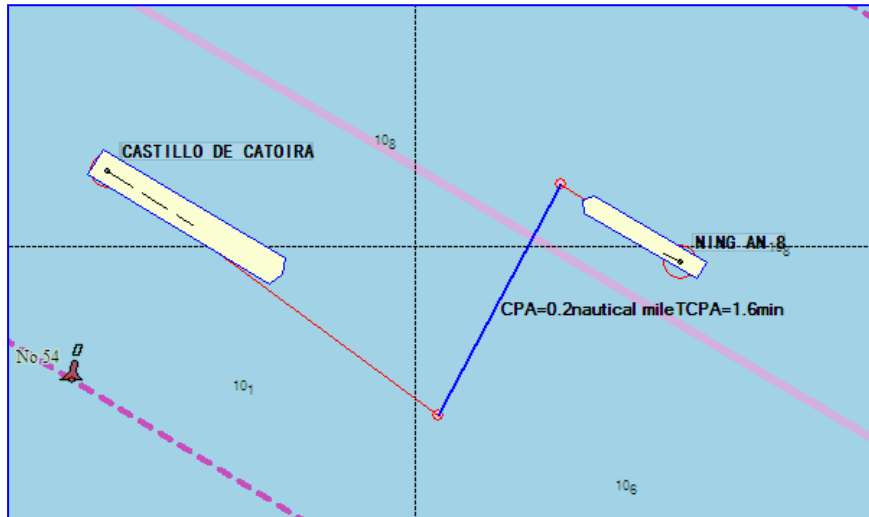 10₈
CASTILLO DE CATOIRA
NING AN 8
CPA=0.2nautical mileTCPA=1.6min
No.54
10₁
10₆